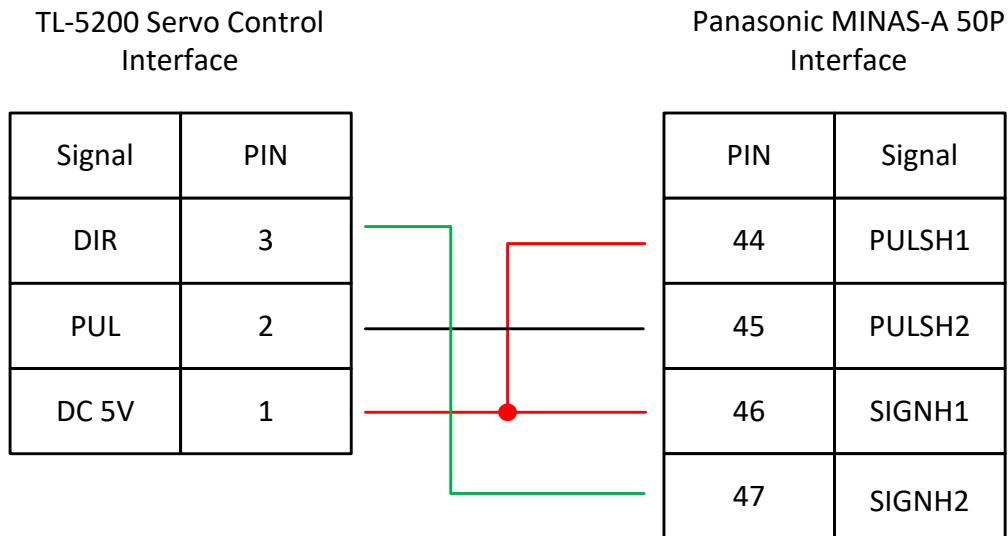 TL-5200 Servo Control
Interface
Signal PIN
DIR 3
PUL 2
DC 5V 1
Panasonic MINAS-A 50P
Interface
PIN Signal
44 PULSH1
45 PULSH2
46 SIGNH1
47 SIGNH2